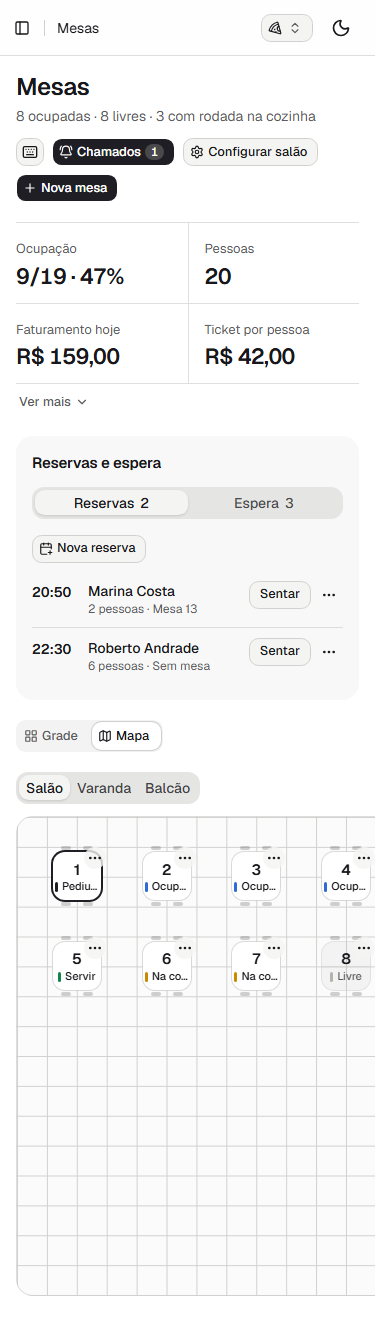 Mesas
Mesas
8 ocupadas · 8 livres · 3 com rodada na cozinha
Chamados 1
Configurar salão
+ Nova mesa
Ocupação
9/19 · 47%
Pessoas
20
Faturamento hoje
R$ 159,00
Ticket por pessoa
R$ 42,00
Ver mais
Reservas e espera
Reservas 2
Espera 3
Nova reserva
20:50
Marina Costa
2 pessoas · Mesa 13
Sentar
22:30
Roberto Andrade
6 pessoas · Sem mesa
Sentar
Grade
Mapa
Salão
Varanda
Balcão
1
Pediu...
2
Ocup...
3
Ocup...
4
Ocup...
5
Servir
6
Na co...
7
Na co...
8
Livre